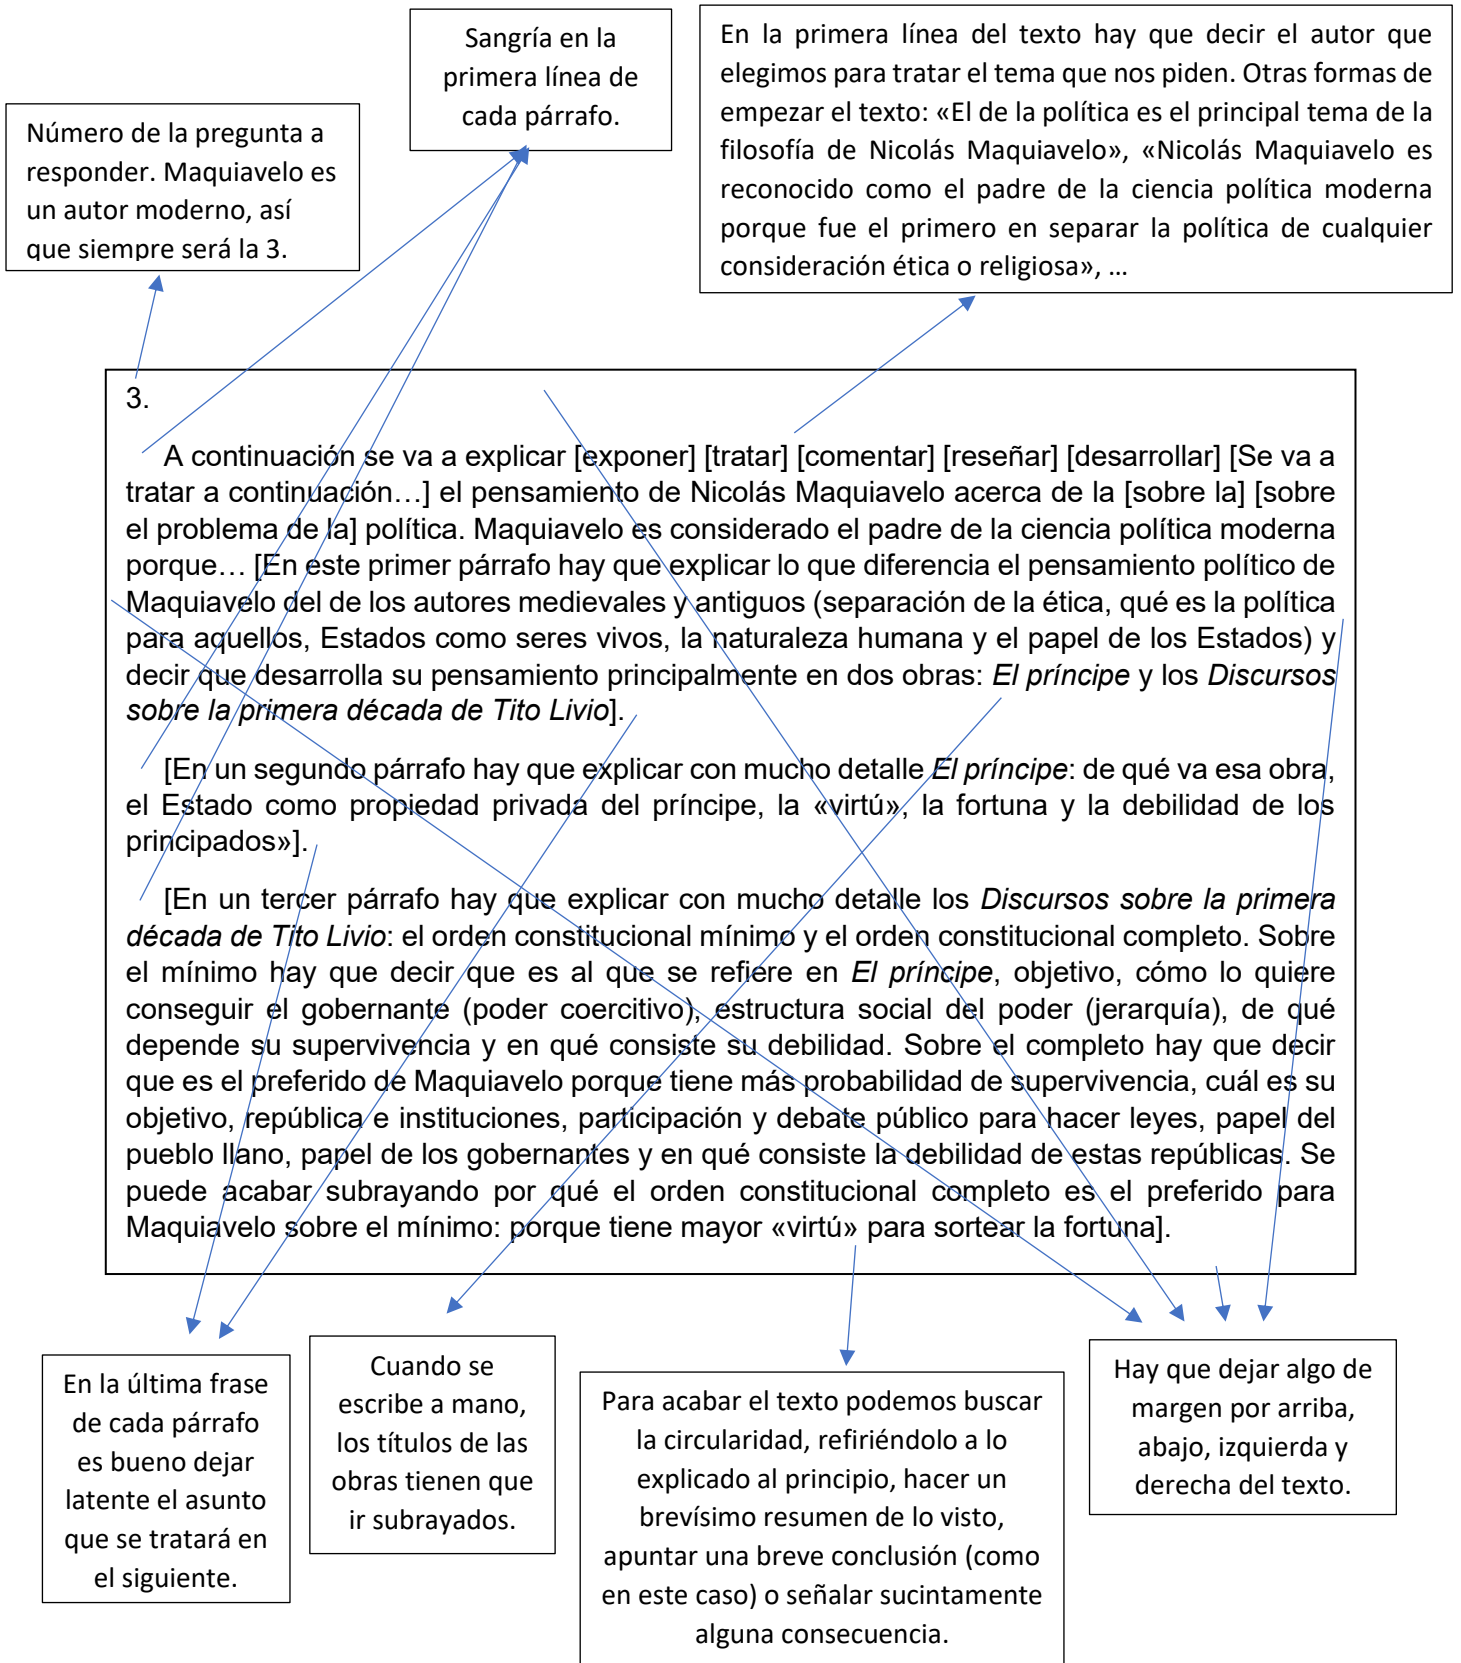 Sangría en la
primera línea de
cada párrafo.
En la primera línea del texto hay que decir el autor que
elegimos para tratar el tema que nos piden. Otras formas de
empezar el texto: «El de la política es el principal tema de la
filosofía de Nicolás Maquiavelo», «Nicolás Maquiavelo es
reconocido como el padre de la ciencia política moderna
porque fue el primero en separar la política de cualquier
consideración ética o religiosa», …
Número de la pregunta a
responder. Maquiavelo es
un autor moderno, así
que siempre será la 3.
3.
A continuación se va a explicar [exponer] [tratar] [comentar] [reseñar] [desarrollar] [Se va a
tratar a continuación…] el pensamiento de Nicolás Maquiavelo acerca de la [sobre la] [sobre
el problema de la] política. Maquiavelo es considerado el padre de la ciencia política moderna
porque… [En este primer párrafo hay que explicar lo que diferencia el pensamiento político de
Maquiavelo del de los autores medievales y antiguos (separación de la ética, qué es la política
para aquellos, Estados como seres vivos, la naturaleza humana y el papel de los Estados) y
decir que desarrolla su pensamiento principalmente en dos obras: El príncipe y los Discursos
sobre la primera década de Tito Livio].
[En un segundo párrafo hay que explicar con mucho detalle El príncipe: de qué va esa obra,
el Estado como propiedad privada del príncipe, la «virtú», la fortuna y la debilidad de los
principados»].
[En un tercer párrafo hay que explicar con mucho detalle los Discursos sobre la primera
década de Tito Livio: el orden constitucional mínimo y el orden constitucional completo. Sobre
el mínimo hay que decir que es al que se refiere en El príncipe, objetivo, cómo lo quiere
conseguir el gobernante (poder coercitivo), estructura social del poder (jerarquía), de qué
depende su supervivencia y en qué consiste su debilidad. Sobre el completo hay que decir
que es el preferido de Maquiavelo porque tiene más probabilidad de supervivencia, cuál es su
objetivo, república e instituciones, participación y debate público para hacer leyes, papel del
pueblo llano, papel de los gobernantes y en qué consiste la debilidad de estas repúblicas. Se
puede acabar subrayando por qué el orden constitucional completo es el preferido para
Maquiavelo sobre el mínimo: porque tiene mayor «virtú» para sortear la fortuna].
En la última frase
de cada párrafo
es bueno dejar
latente el asunto
que se tratará en
el siguiente.
Cuando se
escribe a mano,
los títulos de las
obras tienen que
ir subrayados.
Para acabar el texto podemos buscar
la circularidad, refiriéndolo a lo
explicado al principio, hacer un
brevísimo resumen de lo visto,
apuntar una breve conclusión (como
en este caso) o señalar sucintamente
alguna consecuencia.
Hay que dejar algo de
margen por arriba,
abajo, izquierda y
derecha del texto.